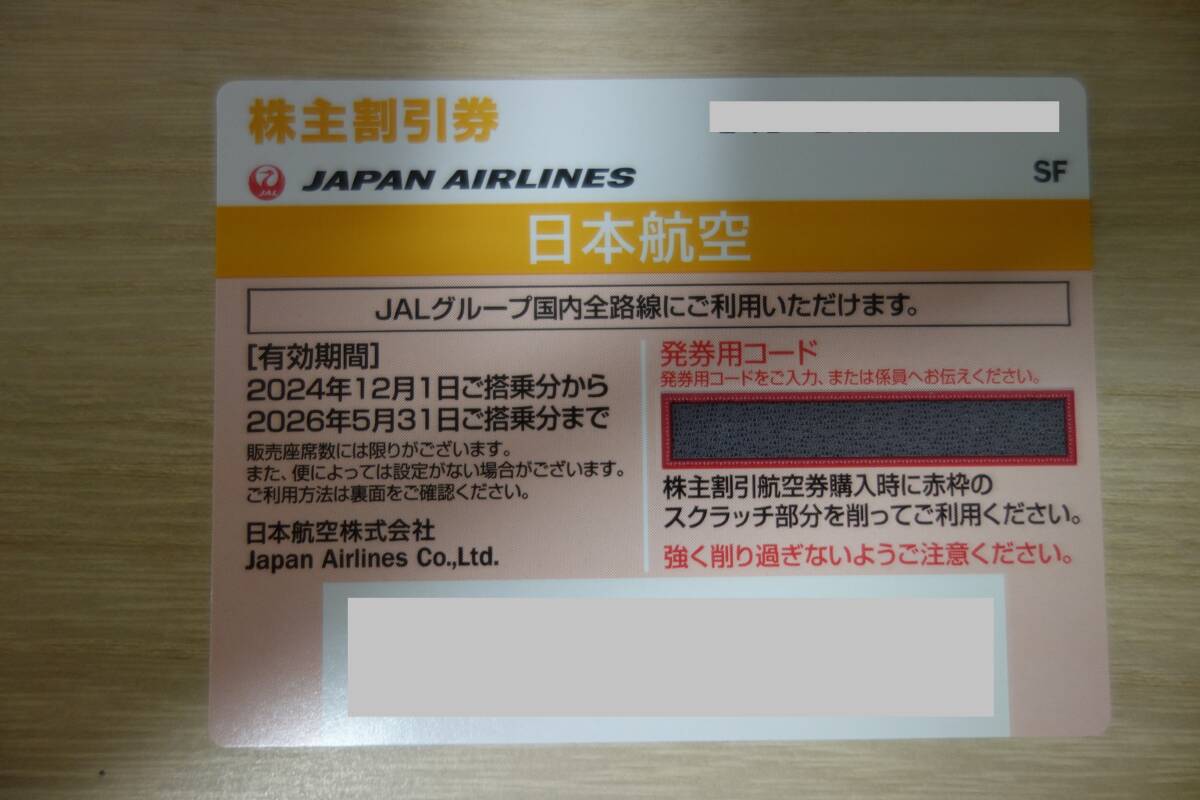 株主割引券
JAL JAPAN AIRLINES
SF
日本航空
JALグループ国内全路線にご利用いただけます。
[有効期間]
2024年12月1日ご搭乗分から
2026年5月31日ご搭乗分まで
販売座席数には限りがございます。
また、便によっては設定がない場合がございます。
ご利用方法は裏面をご確認ください。
日本航空株式会社
Japan Airlines Co.,Ltd.
発券用コード
発券用コードをご入力、または係員へお伝えください。
株主割引航空券購入時に赤枠の
スクラッチ部分を削ってご利用ください。
強く削り過ぎないようご注意ください。